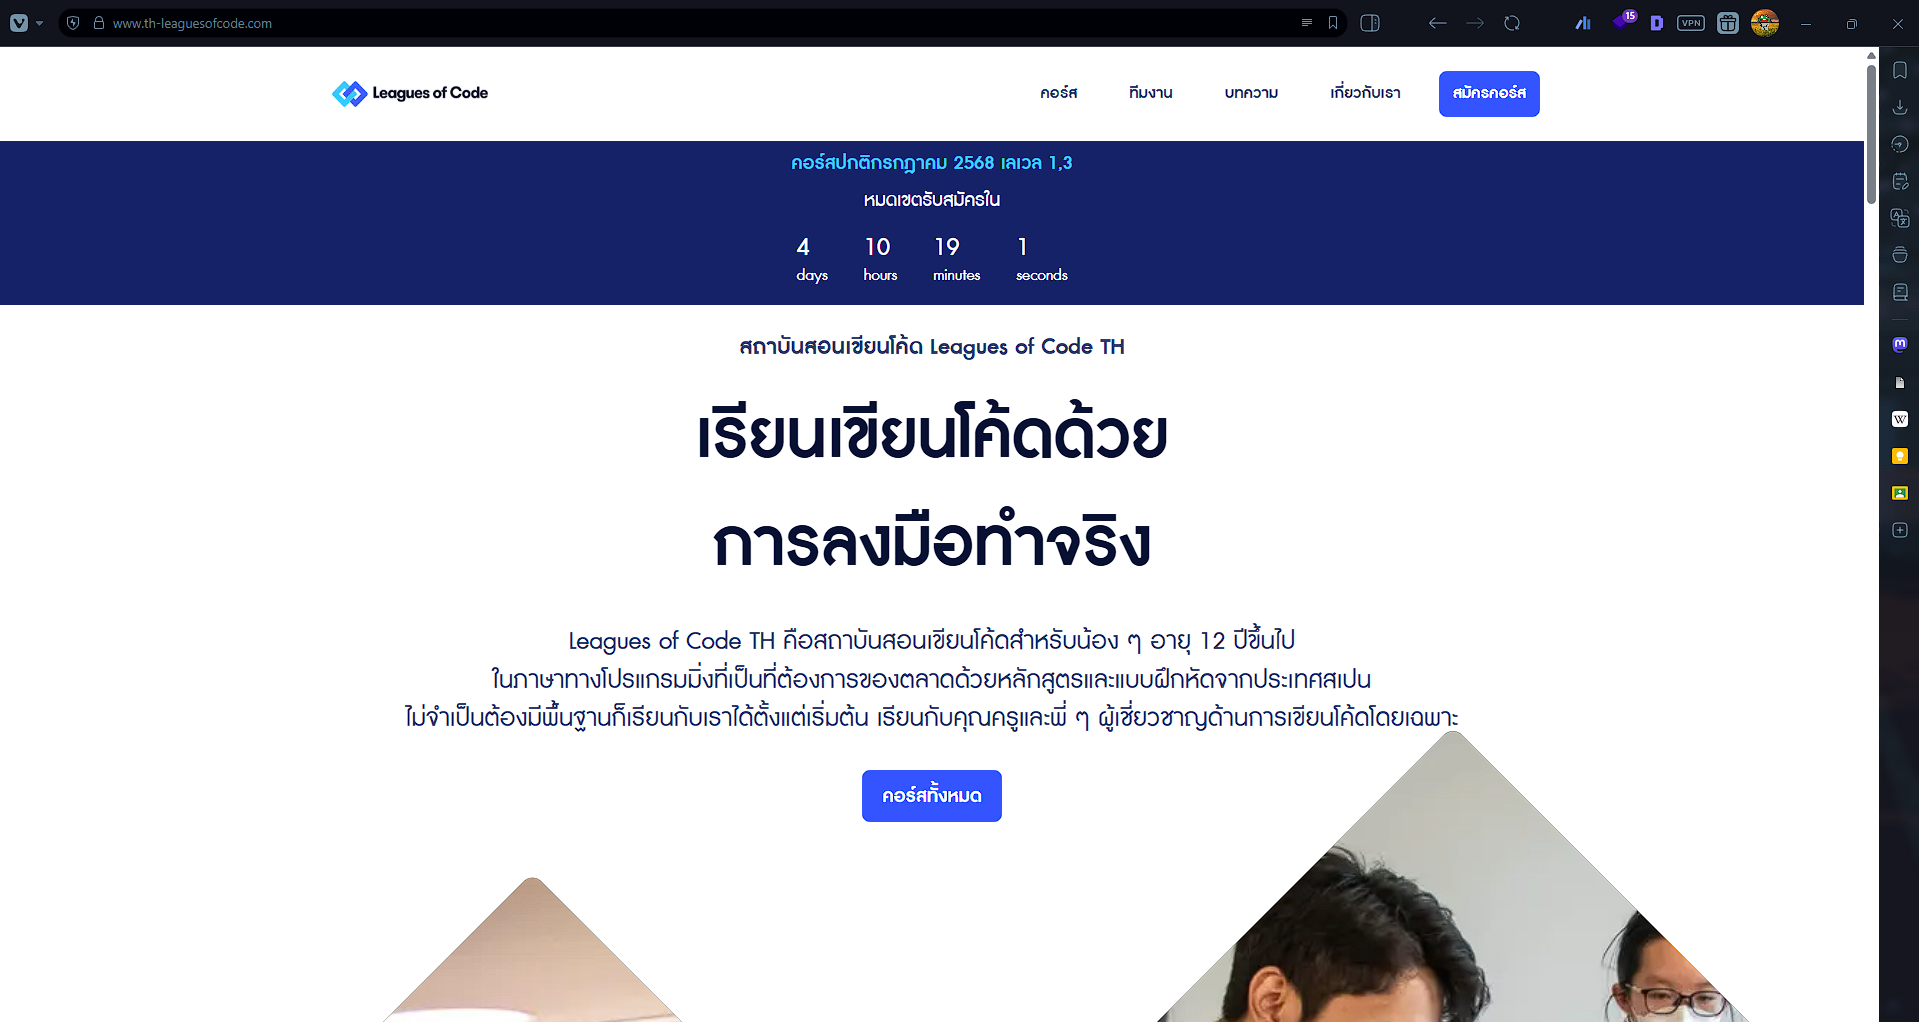 www.th-leaguesofcode.com
15
VPN
Leagues of Code
คอร์ส
ทีมงาน
บทความ
เกี่ยวกับเรา
สมัครคอร์ส
คอร์สปกติกรกฎาคม 2568 เลเวล 1,3
หมดเขตรับสมัครใน
4 10 19 1
days hours minutes seconds
สถาบันสอนเขียนโค้ด Leagues of Code TH
เรียนเขียนโค้ดด้วย
การลงมือทำจริง
Leagues of Code TH คือสถาบันสอนเขียนโค้ดสำหรับน้อง ๆ อายุ 12 ปีขึ้นไป
ในภาษาทางโปรแกรมมิ่งที่เป็นที่ต้องการของตลาดด้วยหลักสูตรและแบบฝึกหัดจากประเทศสเปน
ไม่จำเป็นต้องมีพื้นฐานก็เรียนกับเราได้ตั้งแต่เริ่มต้น เรียนกับคุณครูและพี่ ๆ ผู้เชี่ยวชาญด้านการเขียนโค้ดโดยเฉพาะ
คอร์สทั้งหมด